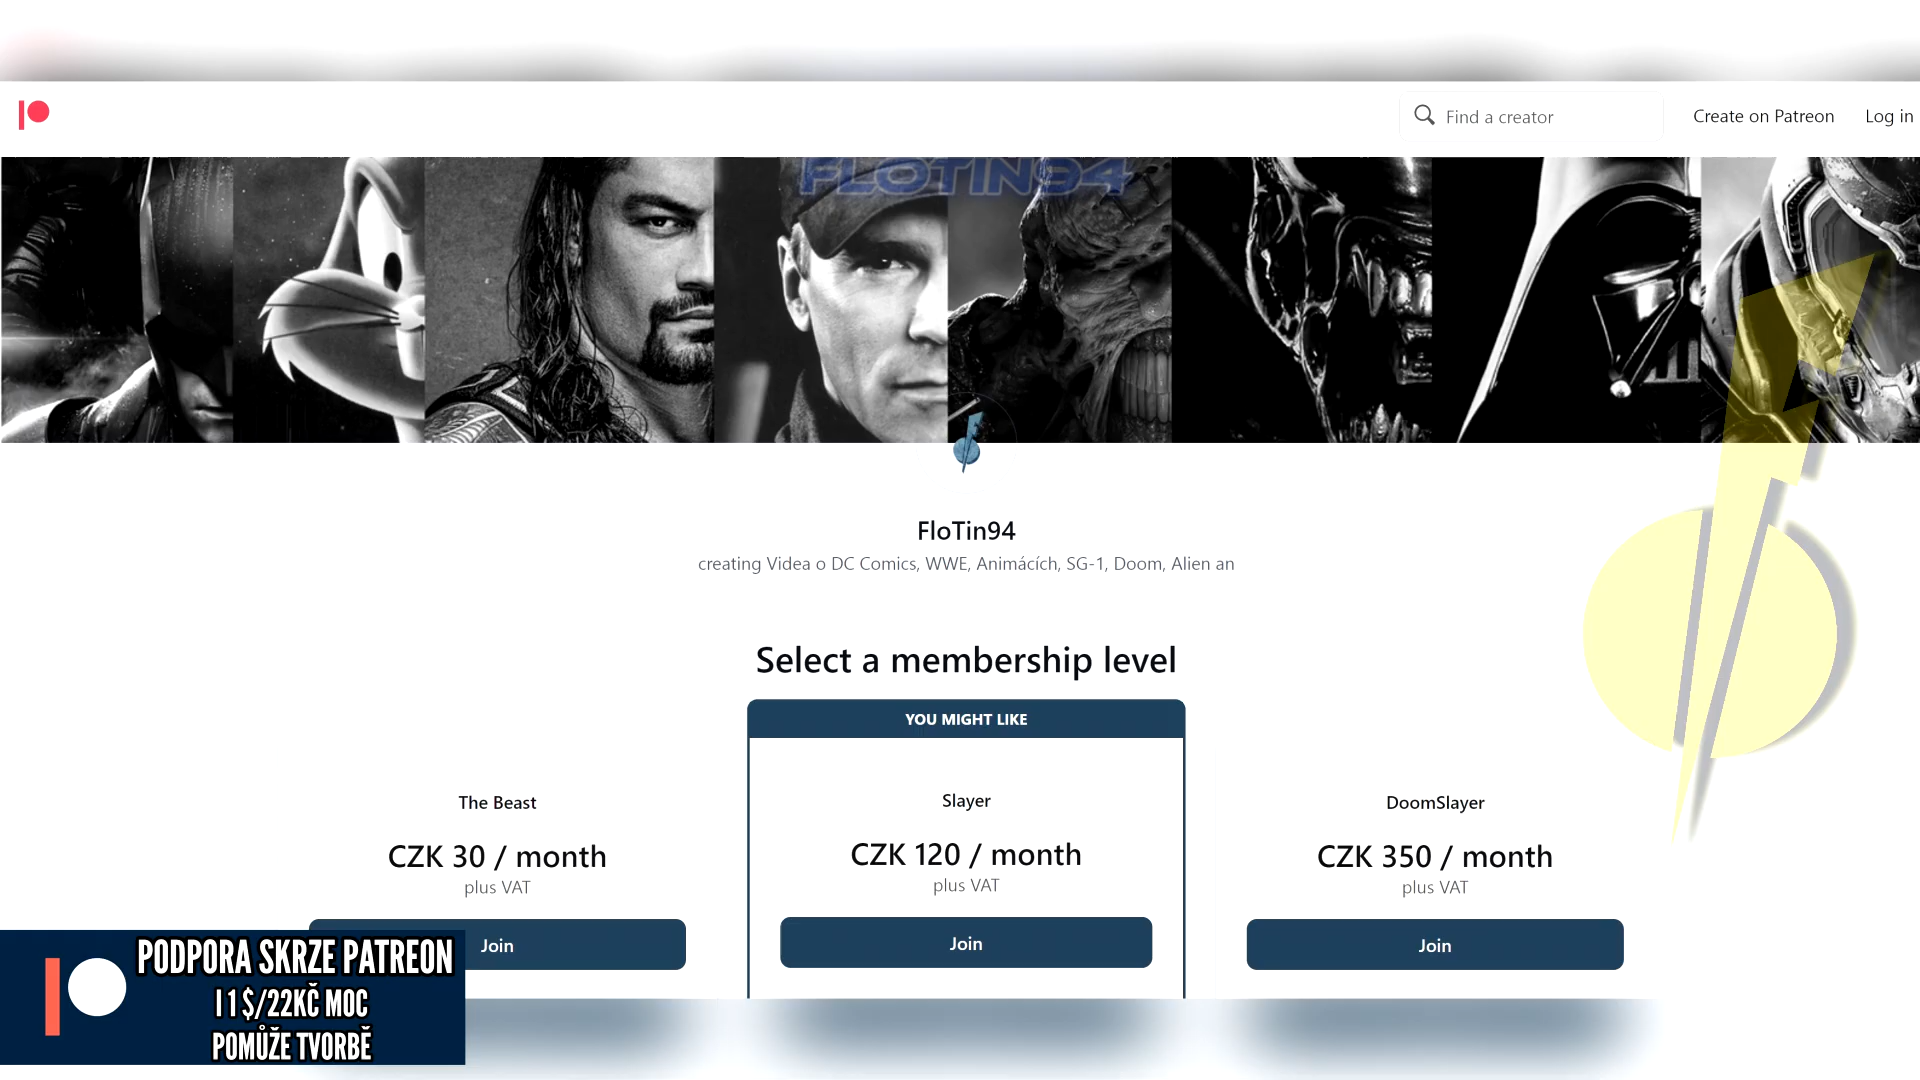 Find a creator
Create on Patreon
Log in
FLOTIN94
FloTin94
creating Videa o DC Comics, WWE, Animácích, SG-1, Doom, Alien an
Select a membership level
YOU MIGHT LIKE
The Beast
CZK 30 / month
plus VAT
Join
Slayer
CZK 120 / month
plus VAT
Join
DoomSlayer
CZK 350 / month
plus VAT
Join
PODPORA SKRZE PATREON
I 1 $/22KČ MOC
POMŮŽE TVORBĚ